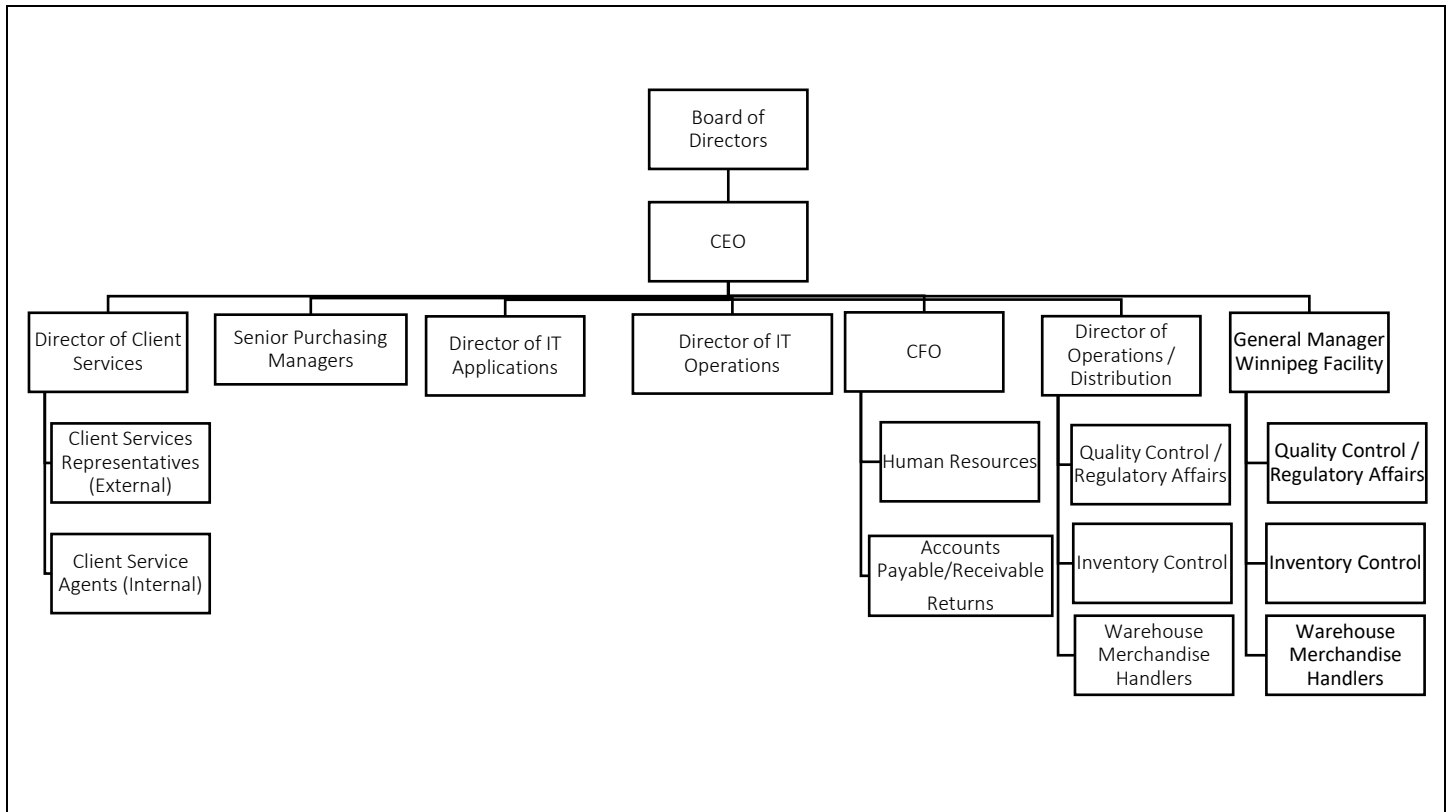 Board of
Directors
CEO
Director of Client
Services
Senior Purchasing
Managers
Director of IT
Applications
Director of IT
Operations
CFO
Director of
Operations /
Distribution
General Manager
Winnipeg Facility
Client Services
Representatives
(External)
Client Service
Agents (Internal)
Human Resources
Accounts
Payable/Receivable
Returns
Quality Control /
Regulatory Affairs
Inventory Control
Warehouse
Merchandise
Handlers
Quality Control /
Regulatory Affairs
Inventory Control
Warehouse
Merchandise
Handlers